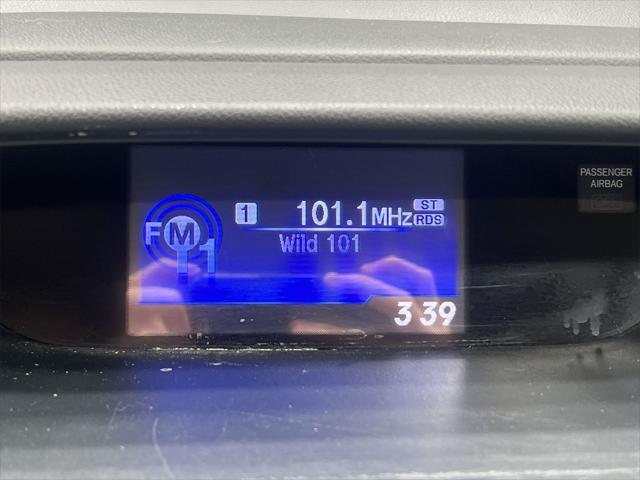 PASSENGER
AIRBAG
FM1
1 101.1MHz ST
RDS
Wild 101
3 39